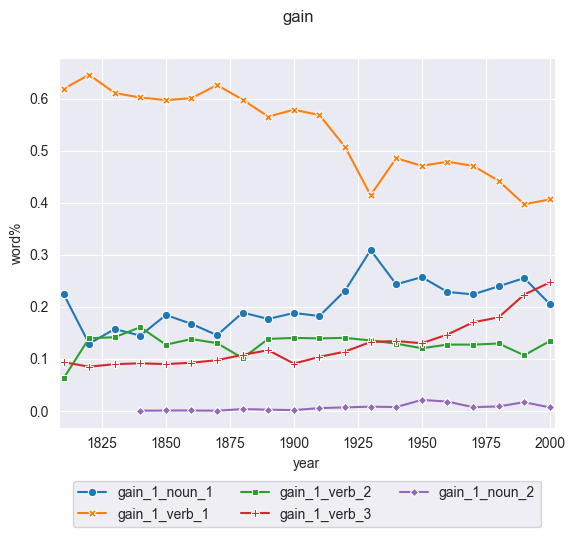 gain
0.6
0.5
0.4
0.3
0.2
0.1
0.0
word%
1825 1850 1875 1900 1925 1950 1975 2000
year
gain_1_noun_1 gain_1_verb_2 gain_1_noun_2
gain_1_verb_1 gain_1_verb_3